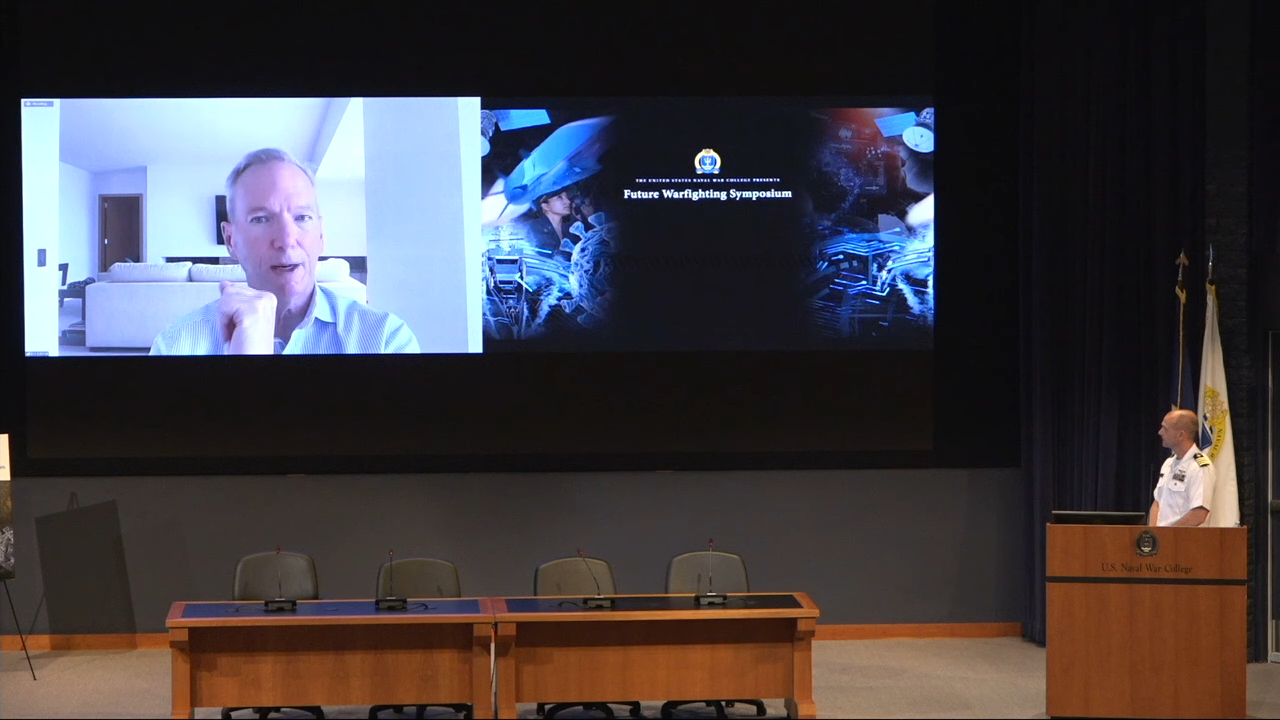 THE UNITED STATES NAVAL WAR COLLEGE PRESENTS
Future Warfighting Symposium
U.S. Naval War College